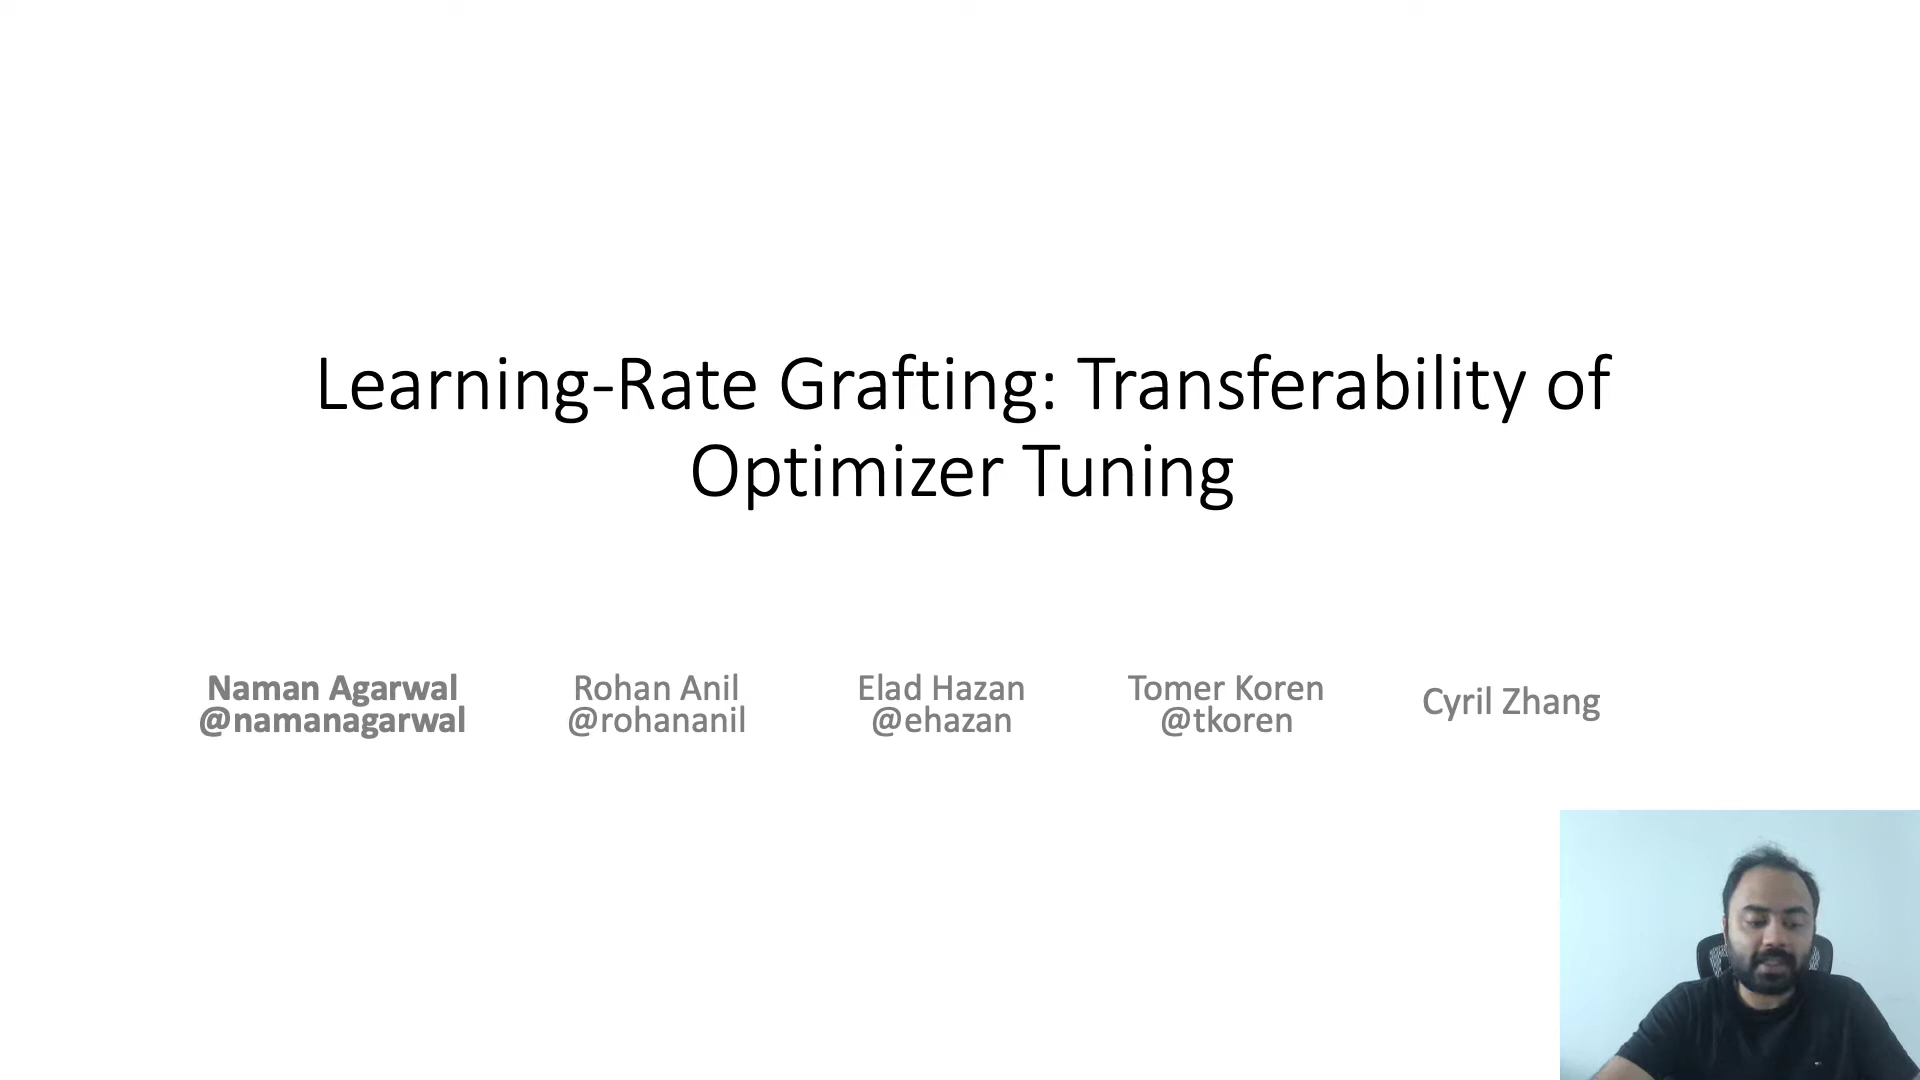 Learning-Rate Grafting: Transferability of
Optimizer Tuning
Naman Agarwal
@namanagarwal
Rohan Anil
@rohananil
Elad Hazan
@ehazan
Tomer Koren
@tkoren
Cyril Zhang